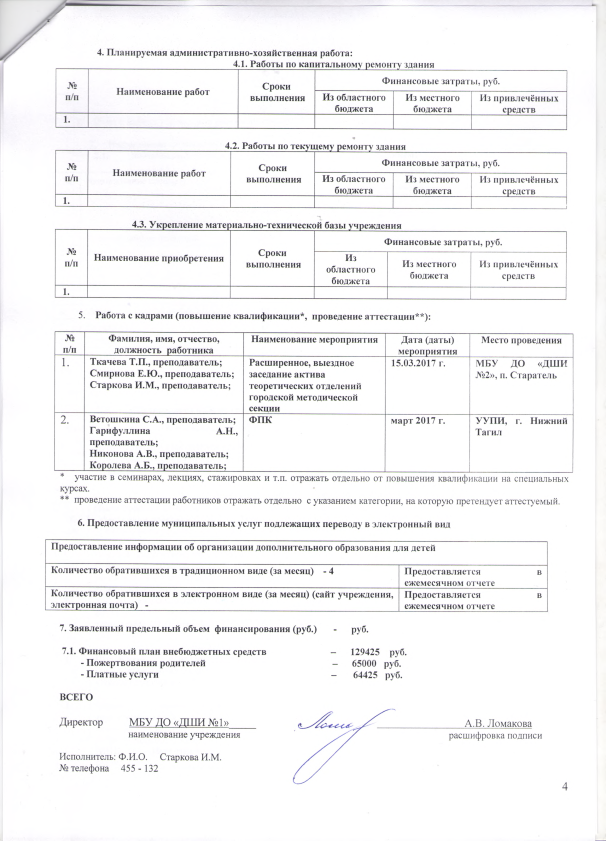 4. Планируемая административно-хозяйственная работа:
4.1. Работы по капитальному ремонту здания
№ п/п Наименование работ Сроки выполнения Финансовые затраты, руб.
Из областного бюджета Из местного бюджета Из привлечённых средств
1.
4.2. Работы по текущему ремонту здания
№ п/п Наименование работ Сроки выполнения Финансовые затраты, руб.
Из областного бюджета Из местного бюджета Из привлечённых средств
1.
4.3. Укрепление материально-технической базы учреждения
№ п/п Наименование приобретения Сроки выполнения Финансовые затраты, руб.
Из областного бюджета Из местного бюджета Из привлечённых средств
1.
5. Работа с кадрами (повышение квалификации*, проведение аттестации**):
№ п/п Фамилия, имя, отчество, должность работника Наименование мероприятия Дата (даты) мероприятия Место проведения
1. Ткачева Т.П., преподаватель; Расширенное, выездное 15.03.2017 г. МБУ ДО «ДШИ
Смирнова Е.Ю., преподаватель; заседание актива №2», п. Старатель
Старкова И.М., преподаватель; теоретических отделений
городской методической
секции
2. Ветошкина С.А., преподаватель; ФПК март 2017 г. УУПИ, г. Нижний
Гарифуллина А.Н., Тагил
преподаватель;
Никонова А.В., преподаватель;
Королева А.Б., преподаватель;
* участие в семинарах, лекциях, стажировках и т.п. отражать отдельно от повышения квалификации на специальных
курсах.
** проведение аттестации работников отражать отдельно с указанием категории, на которую претендует аттестуемый.
6. Предоставление муниципальных услуг подлежащих переводу в электронный вид
Предоставление информации об организации дополнительного образования для детей
Количество обратившихся в традиционном виде (за месяц) - 4 Предоставляется в
ежемесячном отчете
Количество обратившихся в электронном виде (за месяц) (сайт учреждения, Предоставляется в
электронная почта) - ежемесячном отчете
7. Заявленный предельный объем финансирования (руб.) - руб.
7.1. Финансовый план внебюджетных средств – 129425 руб.
- Пожертвования родителей – 65000 руб.
- Платные услуги – 64425 руб.
ВСЕГО
Директор МБУ ДО «ДШИ №1» А.В. Ломакова
наименование учреждения расшифровка подписи
Исполнитель: Ф.И.О. Старкова И.М.
№ телефона 455 - 132
4